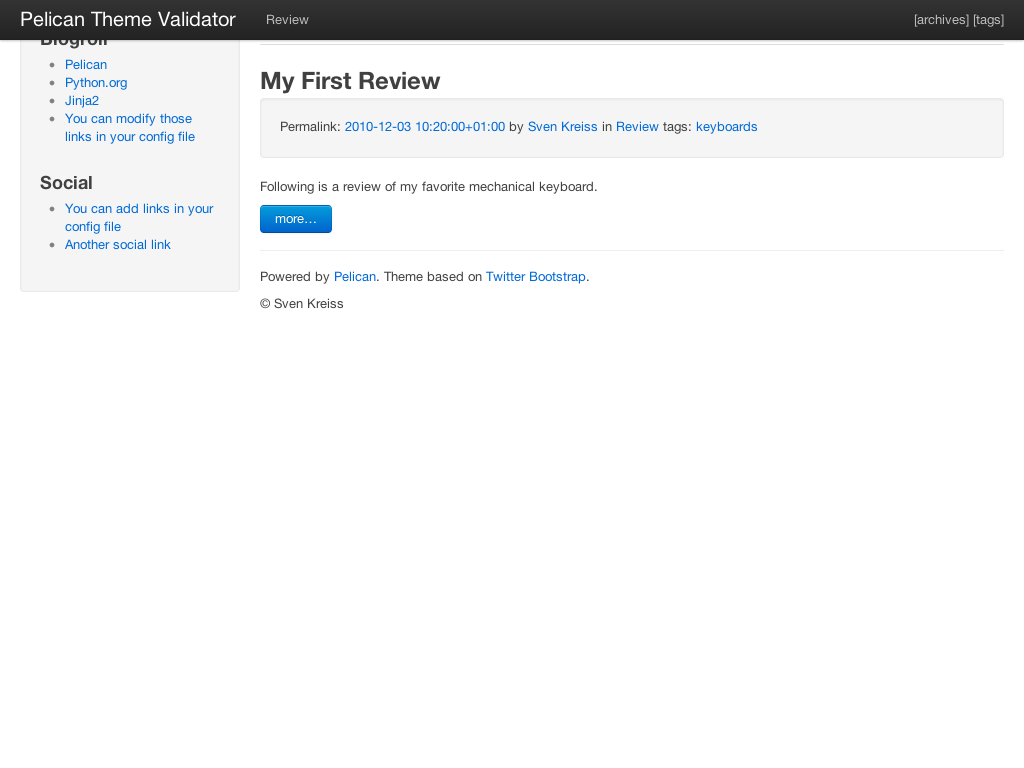 Pelican Theme Validator Review [archives] [tags]
Blogroll
Pelican
Python.org
Jinja2
You can modify those
links in your config file
Social
You can add links in your
config file
Another social link
My First Review
Permalink: 2010-12-03 10:20:00+01:00 by Sven Kreiss in Review tags: keyboards
Following is a review of my favorite mechanical keyboard.
more...
Powered by Pelican. Theme based on Twitter Bootstrap.
© Sven Kreiss